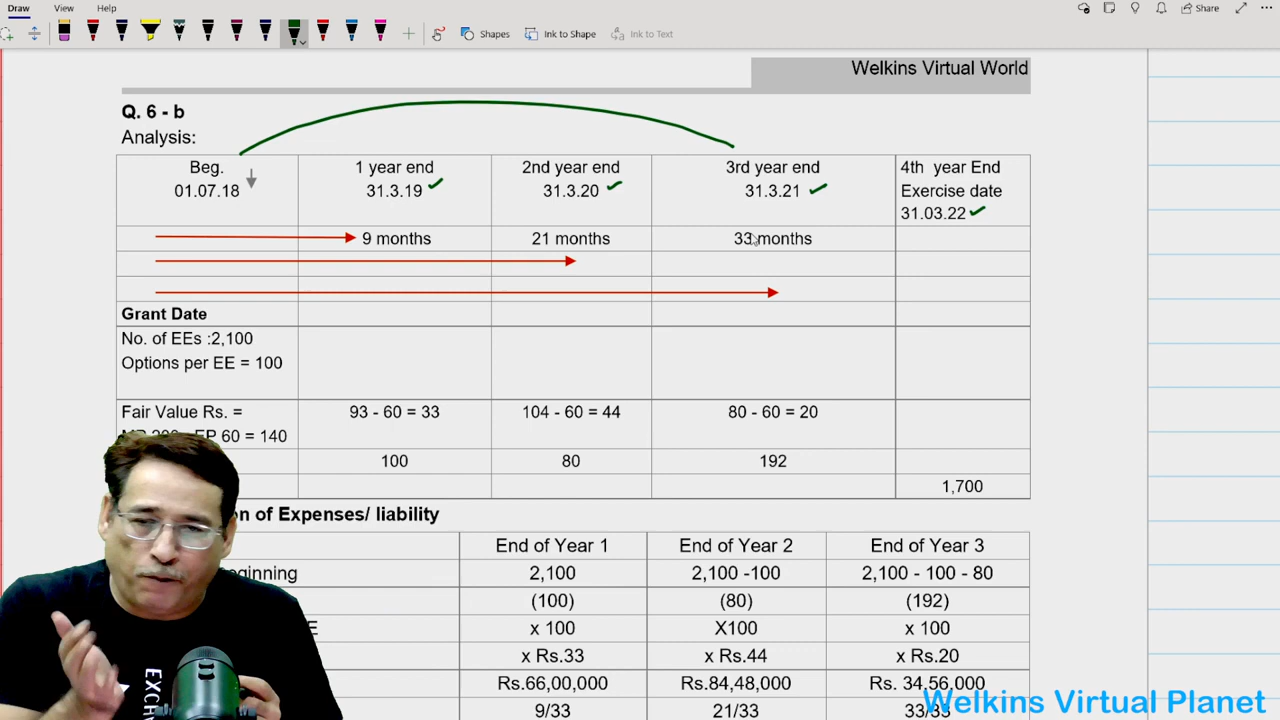 Draw View Help
Share
Shapes Ink to Shape Ink to Text
Welkins Virtual World
Q. 6 - b
Analysis:
Beg. 1 year end 2nd year end 3rd year end 4th year End
01.07.18 31.3.19 31.3.20 31.3.21 Exercise date
31.03.22
9 months 21 months 33 months
Grant Date
No. of EEs :2,100
Options per EE = 100
Fair Value Rs. = 93 - 60 = 33 104 - 60 = 44 80 - 60 = 20
EP 60 = 140
100 80 192
1,700
on of Expenses/ liability
End of Year 1 End of Year 2 End of Year 3
eginning 2,100 2,100 -100 2,100 - 100 - 80
(100) (80) (192)
E x 100 X100 x 100
x Rs.33 x Rs.44 x Rs.20
Rs.66,00,000 Rs.84,48,000 Rs. 34,56,000
9/33 21/33 33/33
EXCH
Welkins Virtual Planet